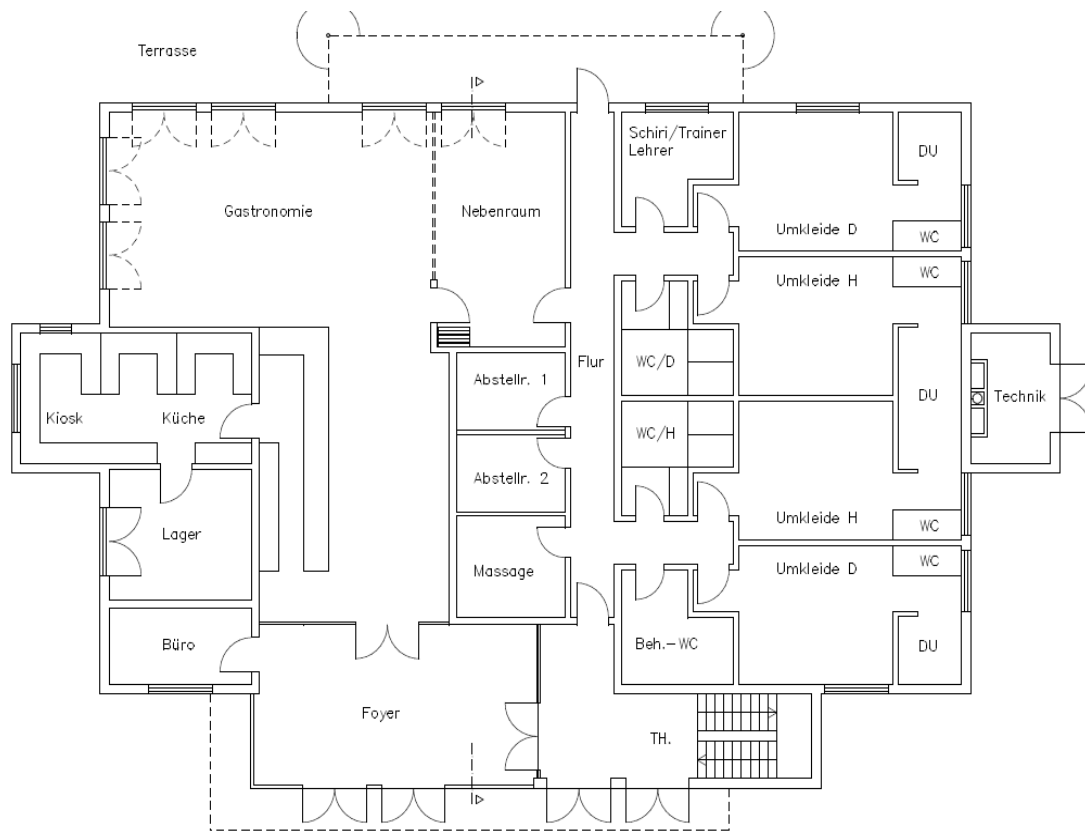 Terrasse
Schiri/Trainer
Lehrer
DU
Gastronomie
Nebenraum
Umkleide D
WC
WC
Umkleide H
Flur
WC/D
Abstellr. 1
DU
Technik
Kiosk
Küche
WC/H
Abstellr. 2
Umkleide H
WC
Lager
WC
Massage
Umkleide D
Büro
Beh.-WC
DU
Foyer
TH.